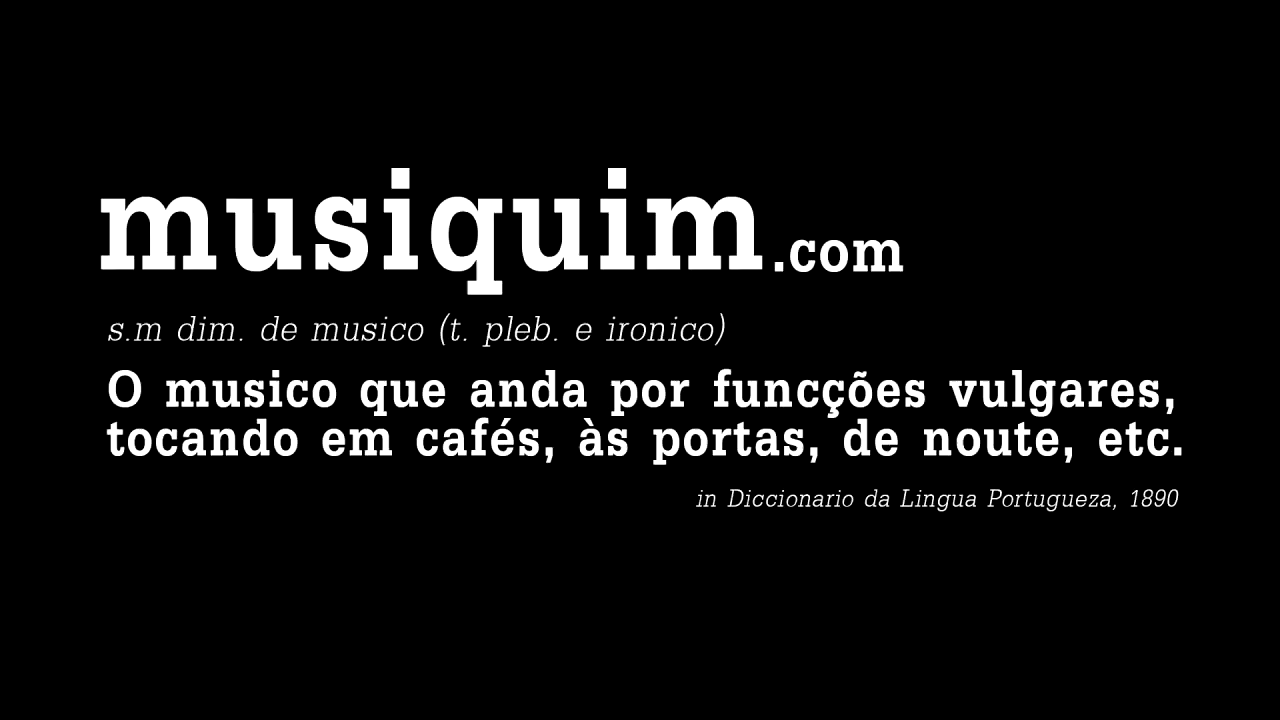 musiquim.com
s.m dim. de musico (t. pleb. e ironico)
O musico que anda por funcções vulgares,
tocando em cafés, às portas, de noute, etc.
in Diccionario da Lingua Portugueza, 1890